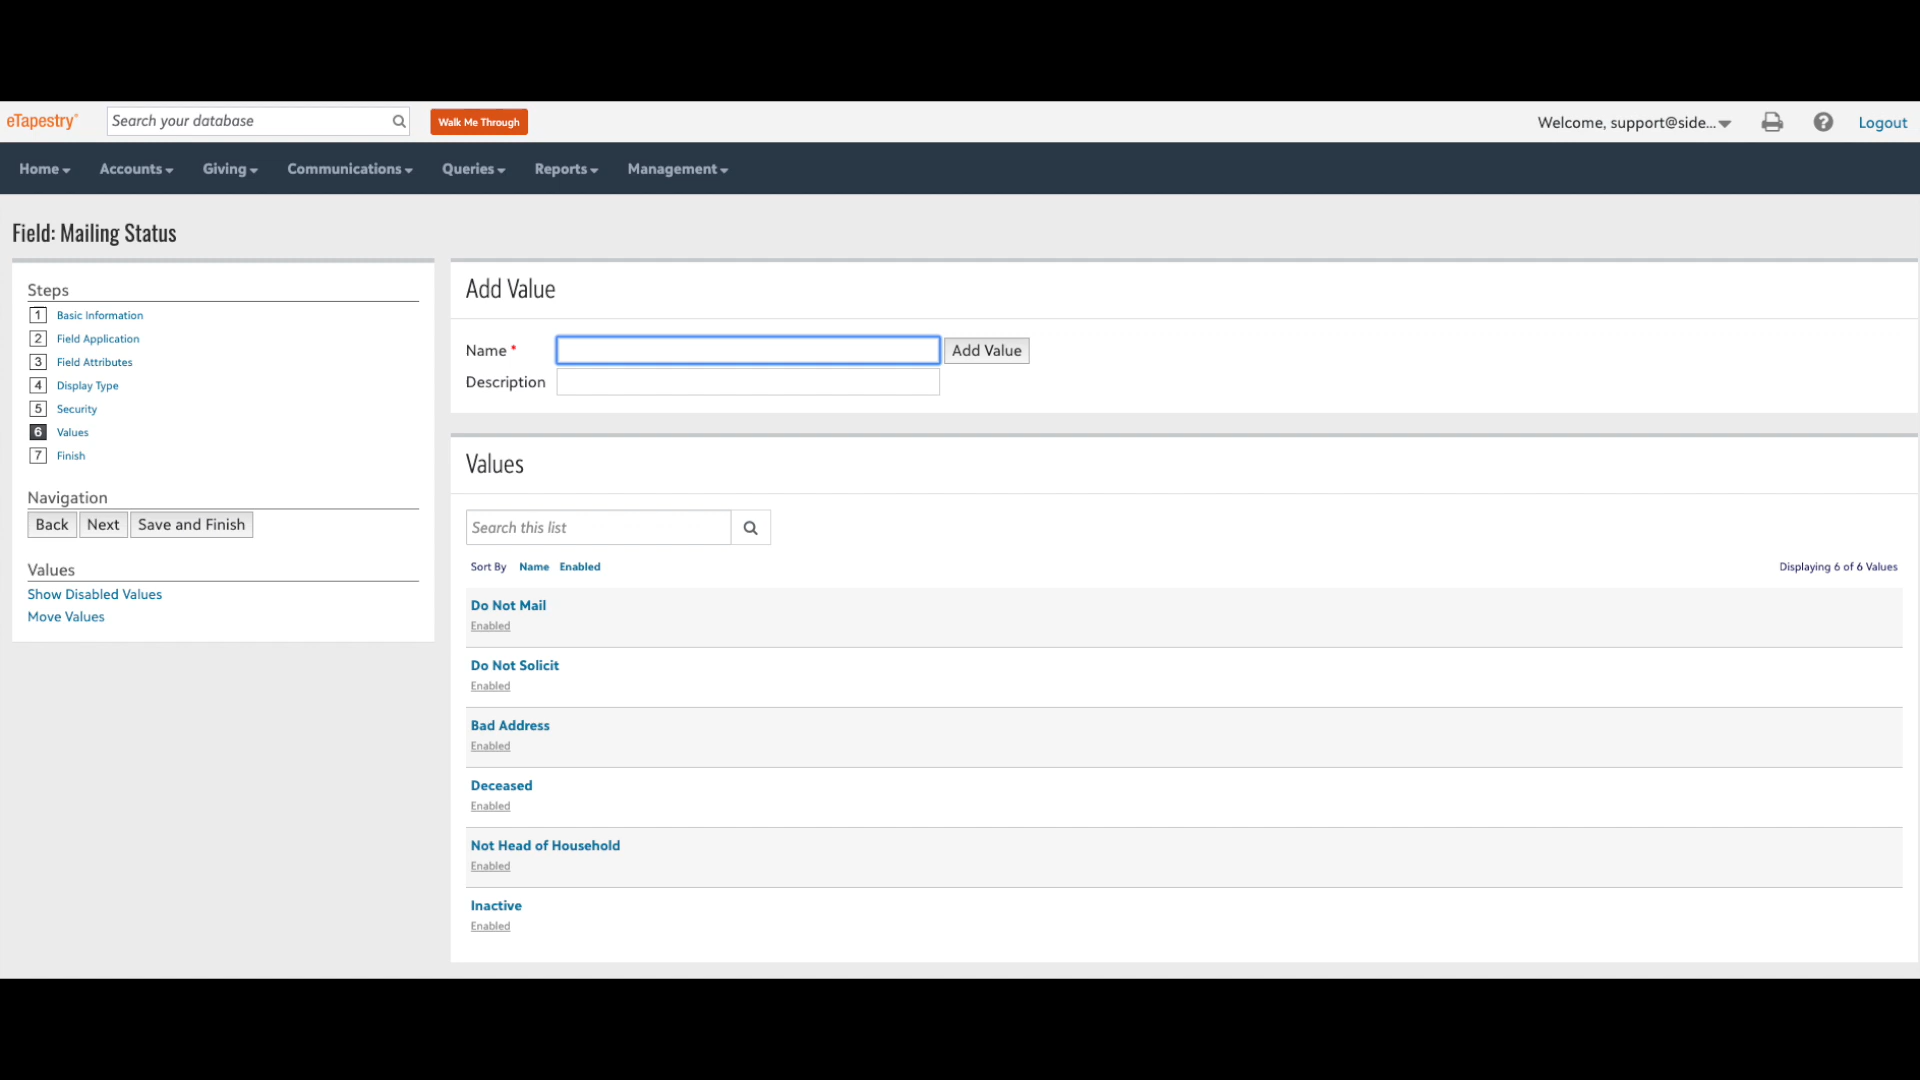 eTapestry
Search your database
Walk Me Through
Welcome, support@side...
Logout
Home
Accounts
Giving
Communications
Queries
Reports
Management
Field: Mailing Status
Steps
1 Basic Information
2 Field Application
3 Field Attributes
4 Display Type
5 Security
6 Values
7 Finish
Navigation
Back Next Save and Finish
Values
Show Disabled Values
Move Values
Add Value
Name * Add Value
Description
Values
Search this list
Sort By Name Enabled
Displaying 6 of 6 Values
Do Not Mail
Enabled
Do Not Solicit
Enabled
Bad Address
Enabled
Deceased
Enabled
Not Head of Household
Enabled
Inactive
Enabled